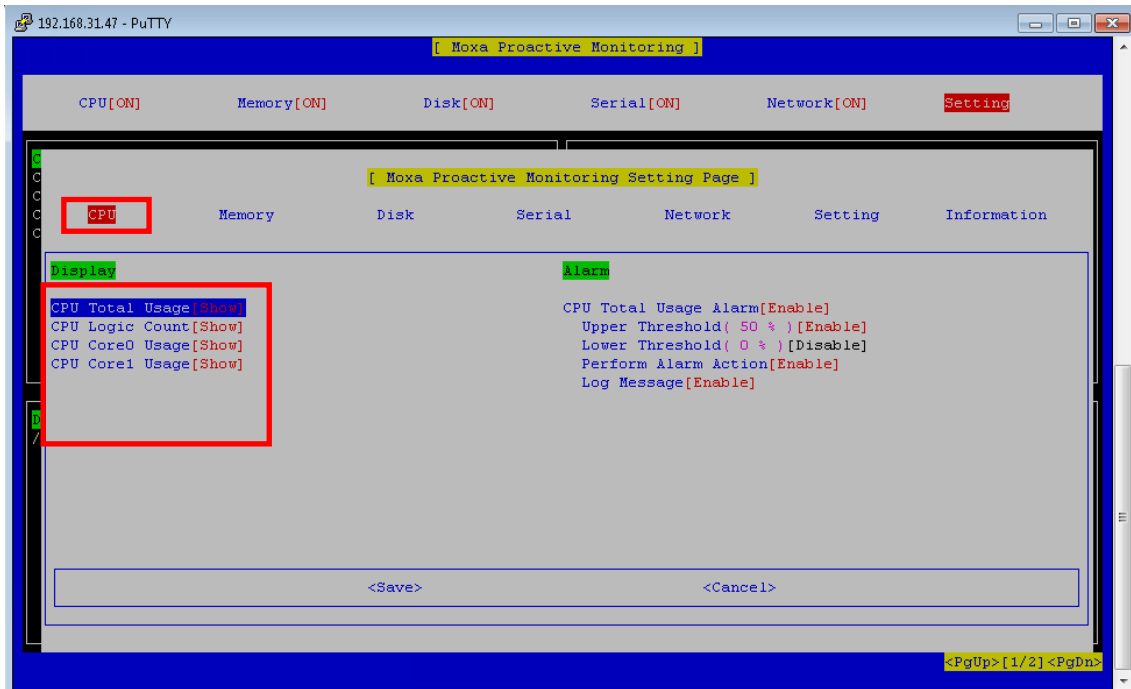 192.168.31.47 - PuTTY
[ Moxa Proactive Monitoring ]
CPU[ON] Memory[ON] Disk[ON] Serial[ON] Network[ON] Setting
[ Moxa Proactive Monitoring Setting Page ]
CPU Memory Disk Serial Network Setting Information
Display
CPU Total Usage[Show]
CPU Logic Count[Show]
CPU Core0 Usage[Show]
CPU Core1 Usage[Show]
Alarm
CPU Total Usage Alarm[Enable]
Upper Threshold( 50 % )[Enable]
Lower Threshold( 0 % )[Disable]
Perform Alarm Action[Enable]
Log Message[Enable]
<Save> <Cancel>
<PgUp>[1/2]<PgDn>